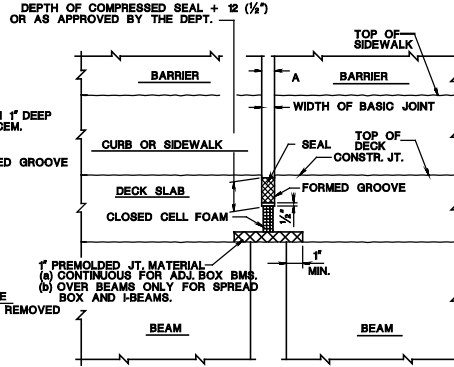 DEPTH OF COMPRESSED SEAL + 12 (½")
OR AS APPROVED BY THE DEPT.
TOP OF
SIDEWALK
BARRIER
A
BARRIER
1" DEEP
CEM.
WIDTH OF BASIC JOINT
CURB OR SIDEWALK
SEAL
TOP OF
DECK
CONSTR. JT.
GROOVE
DECK SLAB
FORMED GROOVE
CLOSED CELL FOAM
½"
1" PREMOLDED JT. MATERIAL
(a) CONTINUOUS FOR ADJ. BOX BMS.
(b) OVER BEAMS ONLY FOR SPREAD
BOX AND I-BEAMS.
1"
MIN.
REMOVED
BEAM
BEAM